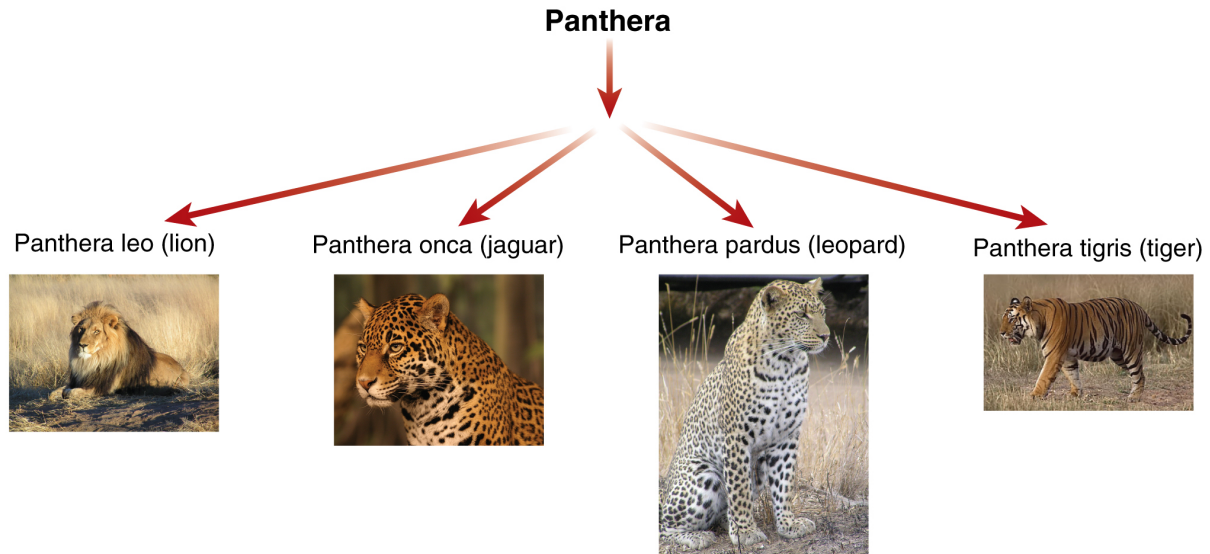 Panthera
Panthera leo (lion)
Panthera onca (jaguar)
Panthera pardus (leopard)
Panthera tigris (tiger)